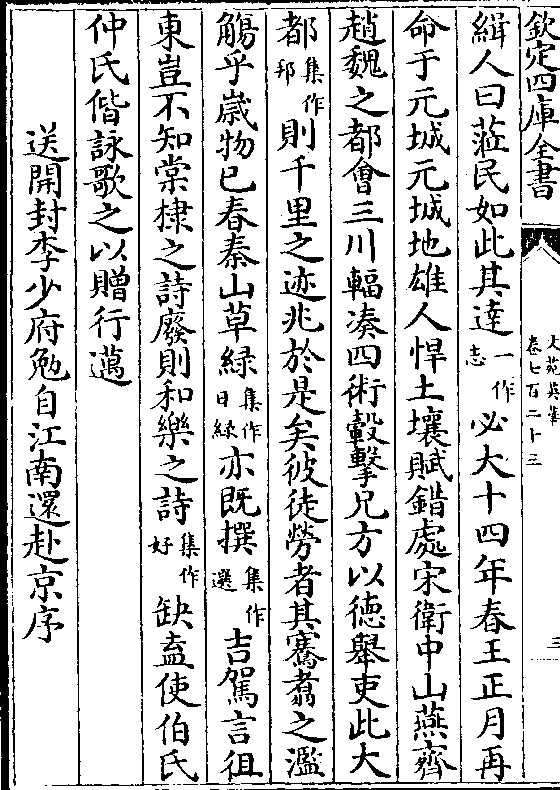 欽定四庫全書
文苑英華
卷七百二十三
三
緝人曰蒞民如此其達一作志必大十四年春王正月再
命于元城元城地雄人悍土壤賦錯處宋衛中山燕齊
趙魏之都會三川輻湊四術轂擊兄方以徳舉吏此大
都集作邦則千里之迹兆於是矣彼徒勞者其騫翥之濫
觴乎嵗物已春秦山草緑集作日緑亦既撰集作選吉駕言徂
東豈不知棠棣之詩廢則和樂之詩集作好缺盍使伯氏
仲氏偕詠歌之以贈行邁
送開封李少府勉自江南還赴京序